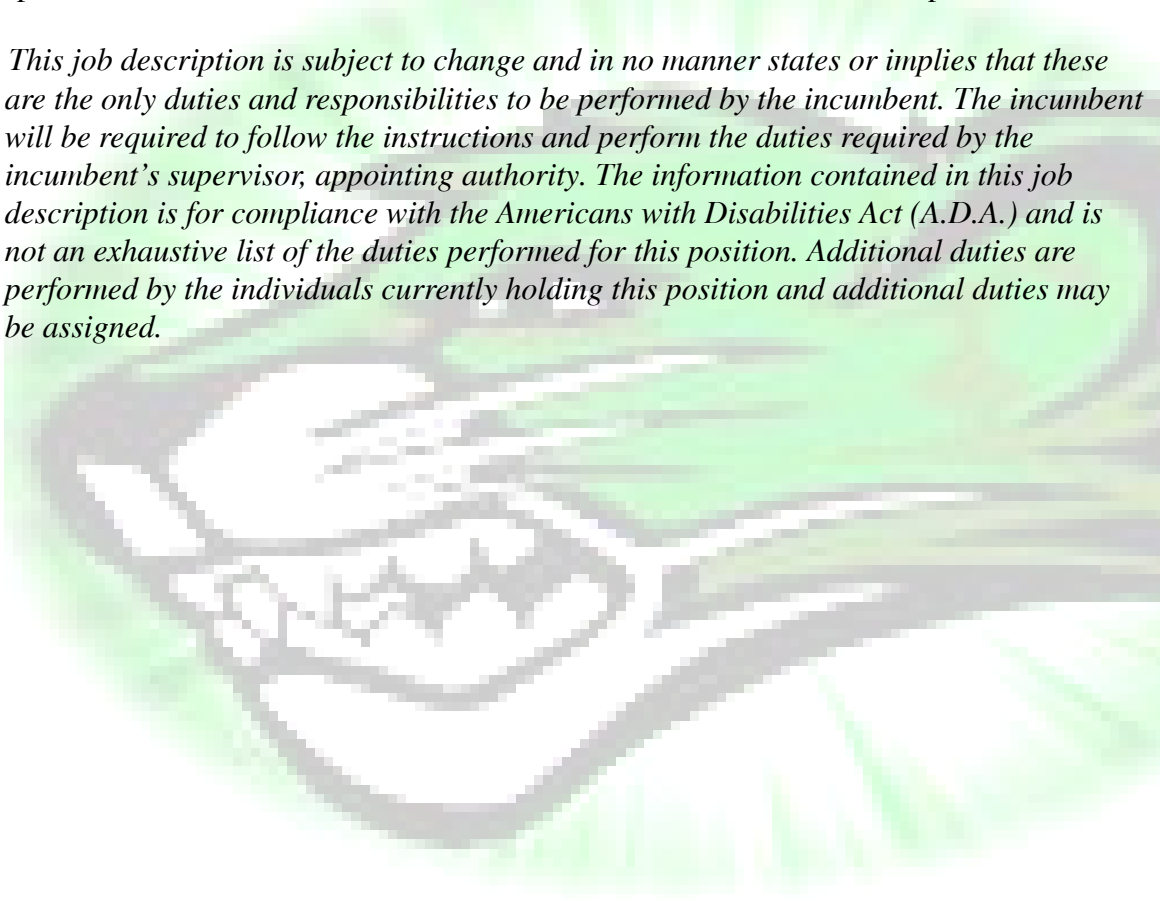 This job description is subject to change and in no manner states or implies that these
are the only duties and responsibilities to be performed by the incumbent. The incumbent
will be required to follow the instructions and perform the duties required by the
incumbent's supervisor, appointing authority. The information contained in this job
description is for compliance with the Americans with Disabilities Act (A.D.A.) and is
not an exhaustive list of the duties performed for this position. Additional duties are
performed by the individuals currently holding this position and additional duties may
be assigned.